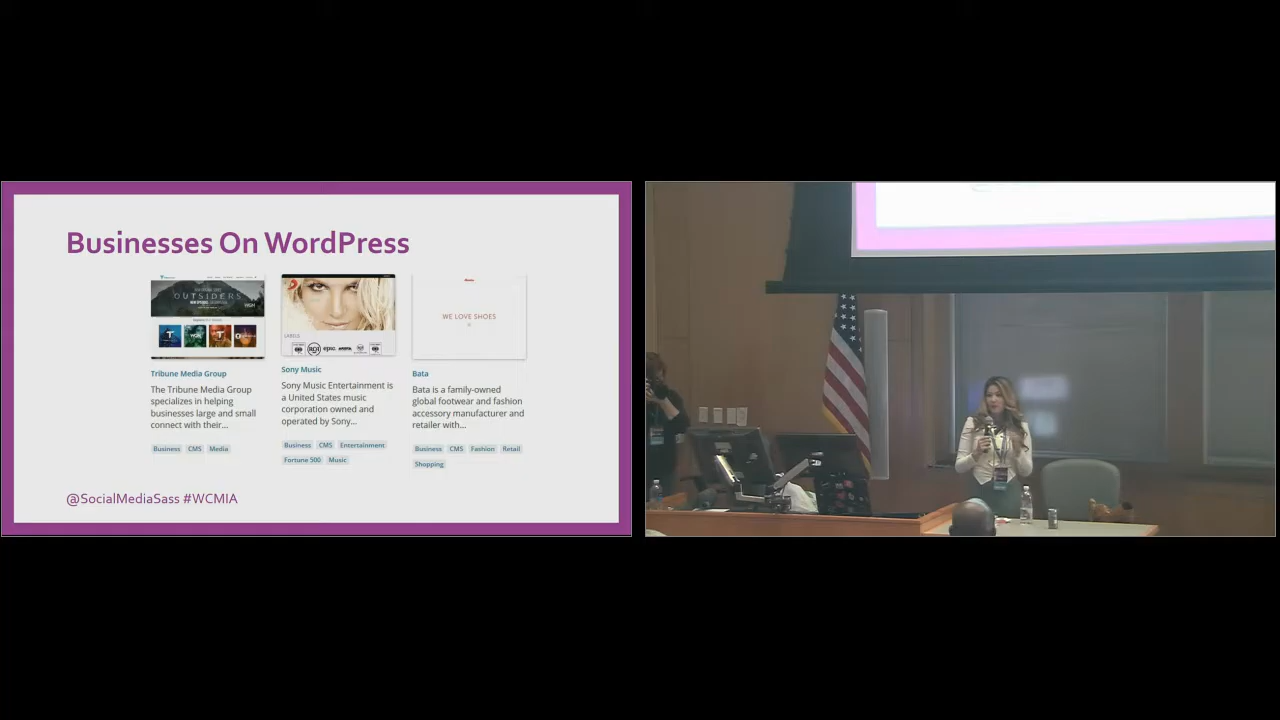 Businesses On WordPress
OUTSIDERS
LABELS
epic
WE LOVE SHOES
Tribune Media Group
The Tribune Media Group
specializes in helping
businesses large and small
connect with their...
Business CMS Media
Sony Music
Sony Music Entertainment is
a United States music
corporation owned and
operated by Sony...
Business CMS Entertainment
Fortune 500 Music
Bata
Bata is a family-owned
global footwear and fashion
accessory manufacturer and
retailer with...
Business CMS Fashion Retail
Shopping
@SocialMediaSass #WCMIA